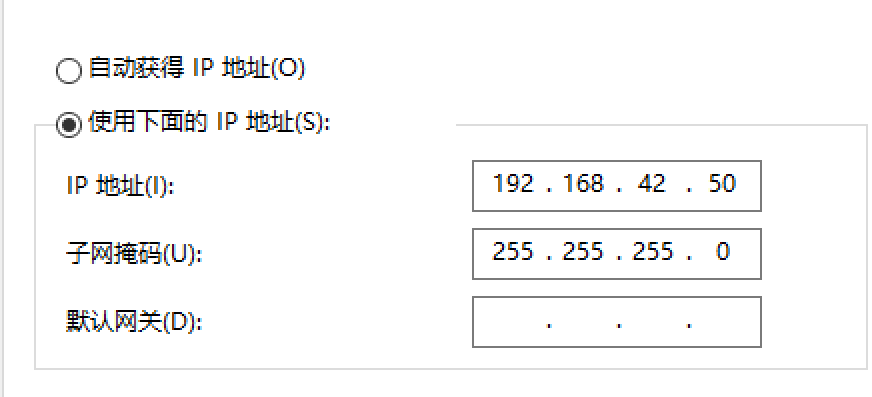 自动获得 IP 地址(O)
使用下面的 IP 地址(S):
IP 地址(I): 192 . 168 . 42 . 50
子网掩码(U): 255 . 255 . 255 . 0
默认网关(D): . . .